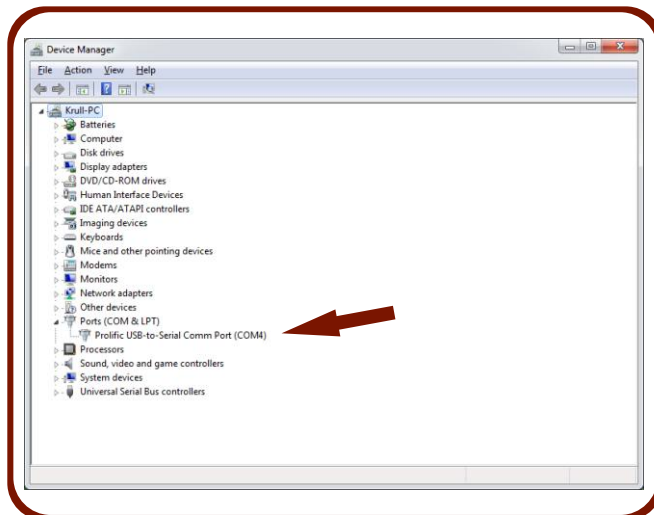 Device Manager
File Action View Help
Krull-PC
Batteries
Computer
Disk drives
Display adapters
DVD/CD-ROM drives
Human Interface Devices
IDE ATA/ATAPI controllers
Imaging devices
Keyboards
Mice and other pointing devices
Modems
Monitors
Network adapters
Other devices
Ports (COM & LPT)
Prolific USB-to-Serial Comm Port (COM4)
Processors
Sound, video and game controllers
System devices
Universal Serial Bus controllers